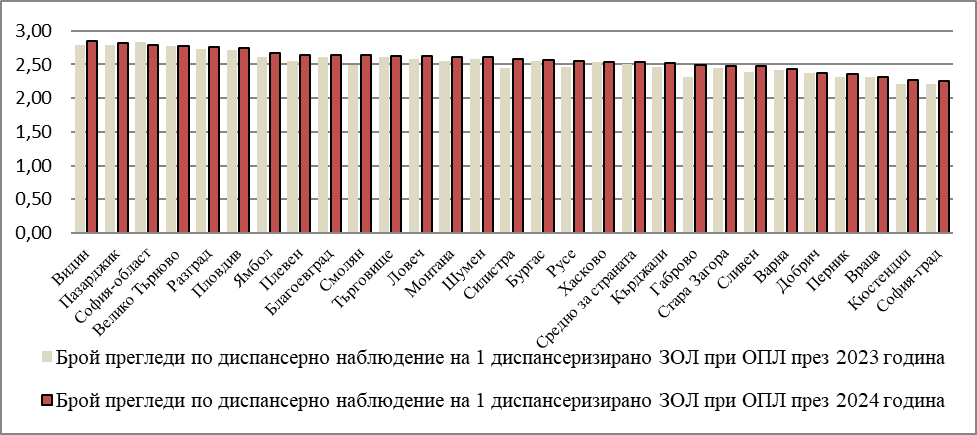 3,00
2,50
2,00
1,50
1,00
0,50
0,00
Видин
Пазарджик
София-област
Велико Търново
Разград
Пловдив
Ямбол
Плевен
Благоевград
Смолян
Търговище
Ловеч
Монтана
Шумен
Силистра
Бургас
Русе
Хасково
Средно за страната
Кърджали
Габрово
Стара Загора
Сливен
Варна
Добрич
Перник
Враца
Кюстендил
София-град
Брой прегледи по диспансерно наблюдение на 1 диспансеризирано ЗОЛ при ОПЛ през 2023 година
Брой прегледи по диспансерно наблюдение на 1 диспансеризирано ЗОЛ при ОПЛ през 2024 година